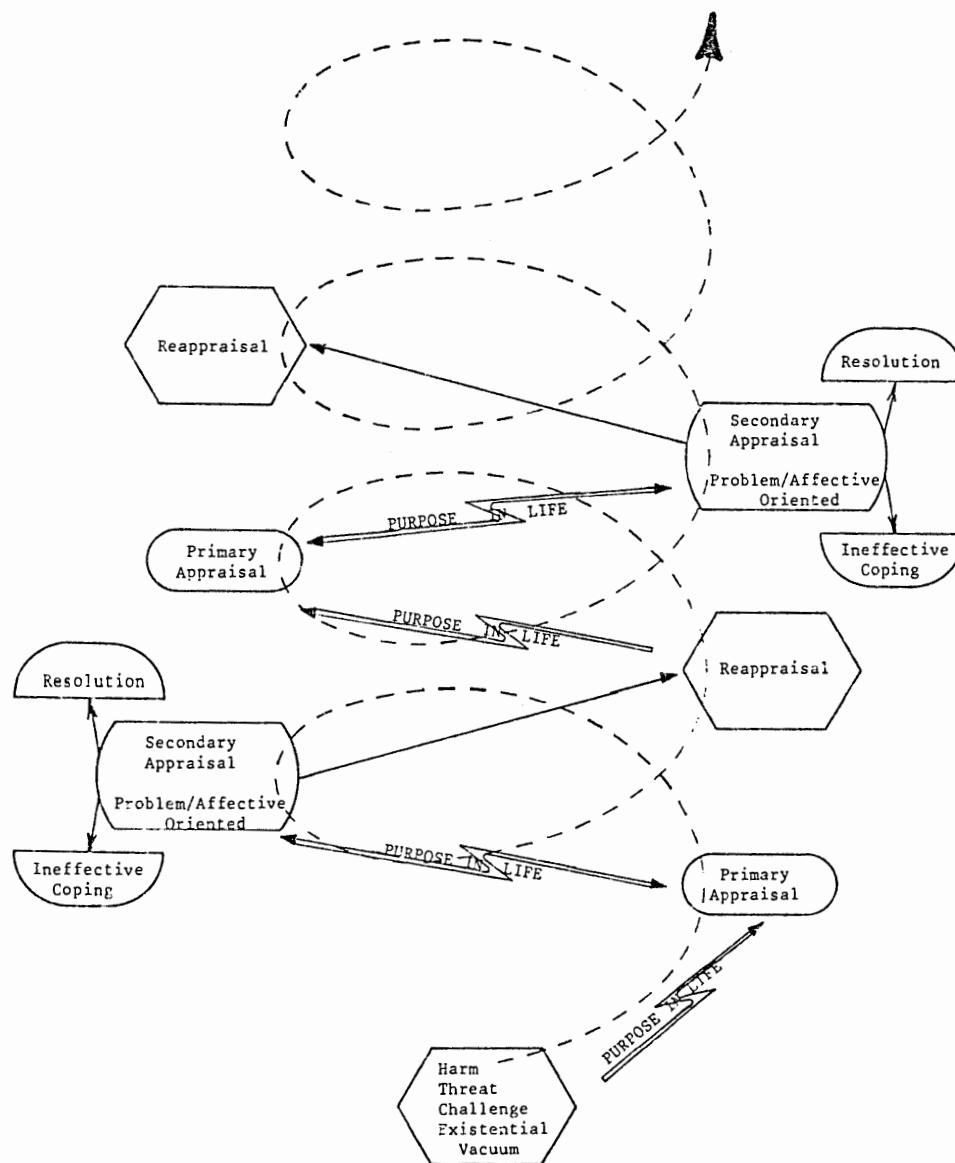 Reappraisal
Resolution
Secondary
Appraisal
Problem/Affective
Oriented
PURPOSE IN LIFE
Primary
Appraisal
Ineffective
Coping
PURPOSE IN LIFE
Reappraisal
Resolution
Secondary
Appraisal
Problem/Affective
Oriented
PURPOSE IN LIFE
Ineffective
Coping
Primary
Appraisal
PURPOSE IN LIFE
Harm
Threat
Challenge
Existential
Vacuum